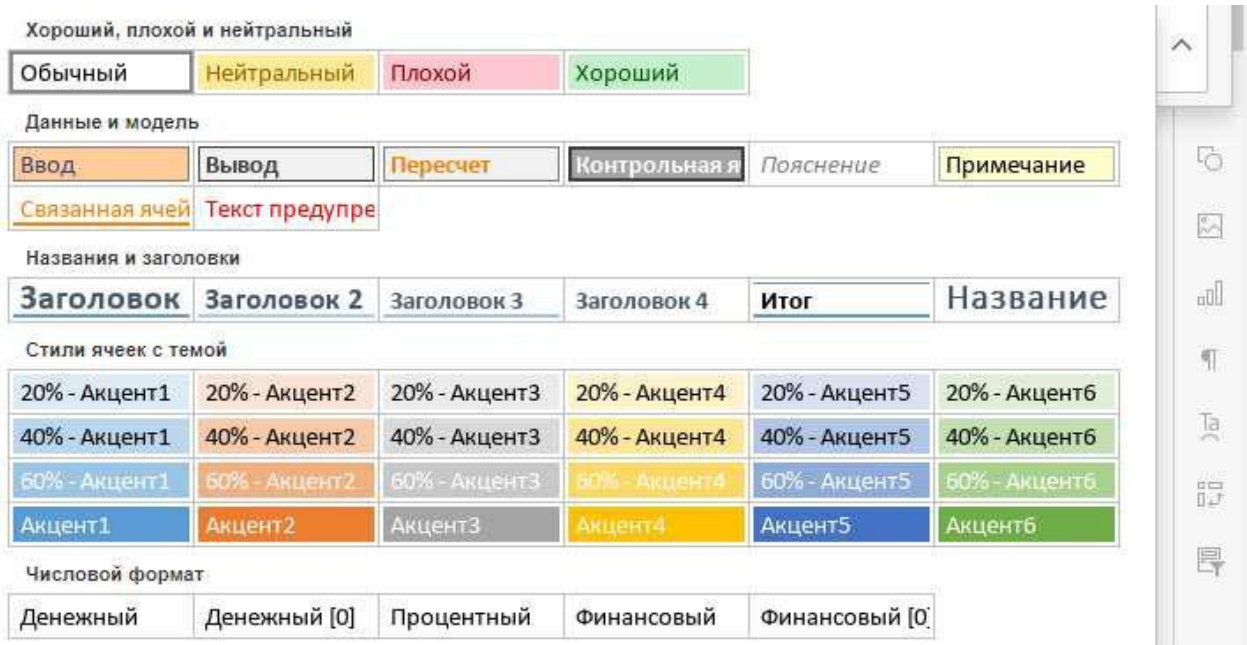 Хороший, плохой и нейтральный
Обычный Нейтральный Плохой Хороший
Данные и модель
Ввод Вывод Пересчет Контрольная я Пояснение Примечание
Связанная ячей Текст предупре
Названия и заголовки
Заголовок Заголовок 2 Заголовок 3 Заголовок 4 Итог Название
Стили ячеек с темой
20% - Акцент1 20% - Акцент2 20% - Акцент3 20% - Акцент4 20% - Акцент5 20% - Акцент6
40% - Акцент1 40% - Акцент2 40% - Акцент3 40% - Акцент4 40% - Акцент5 40% - Акцент6
60% - Акцент1 60% - Акцент2 60% - Акцент3 60% - Акцент4 60% - Акцент5 60% - Акцент6
Акцент1 Акцент2 Акцент3 Акцент4 Акцент5 Акцент6
Числовой формат
Денежный Денежный [0] Процентный Финансовый Финансовый [0]
Ta